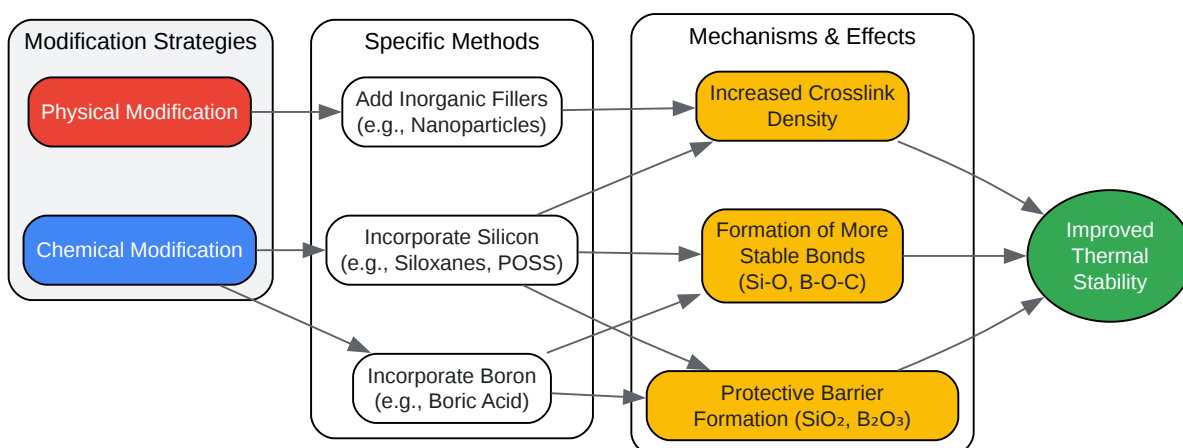 Modification Strategies
Physical Modification
Chemical Modification
Specific Methods
Add Inorganic Fillers
(e.g., Nanoparticles)
Incorporate Silicon
(e.g., Siloxanes, POSS)
Incorporate Boron
(e.g., Boric Acid)
Mechanisms & Effects
Increased Crosslink
Density
Formation of More
Stable Bonds
(Si-O, B-O-C)
Protective Barrier
Formation (SiO₂, B₂O₃)
Improved
Thermal
Stability